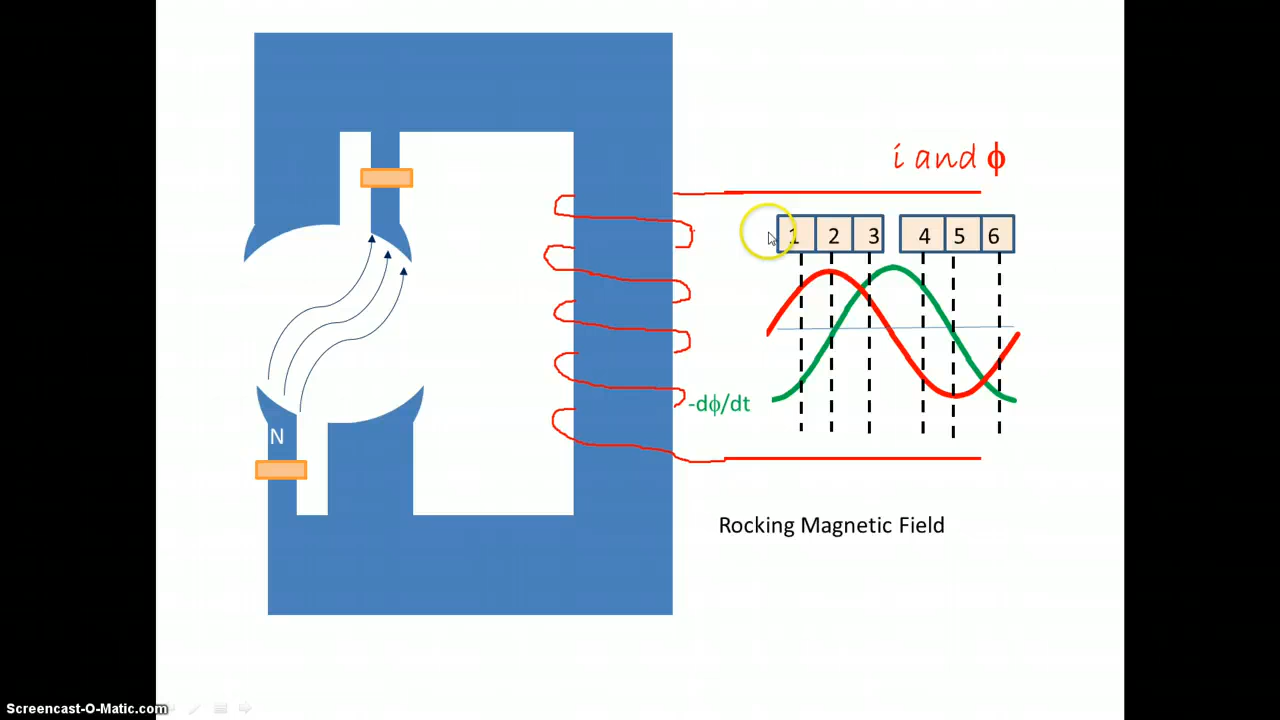 i and ϕ
1 2 3 4 5 6
-dϕ/dt
N
Rocking Magnetic Field
Screencast-O-Matic.com